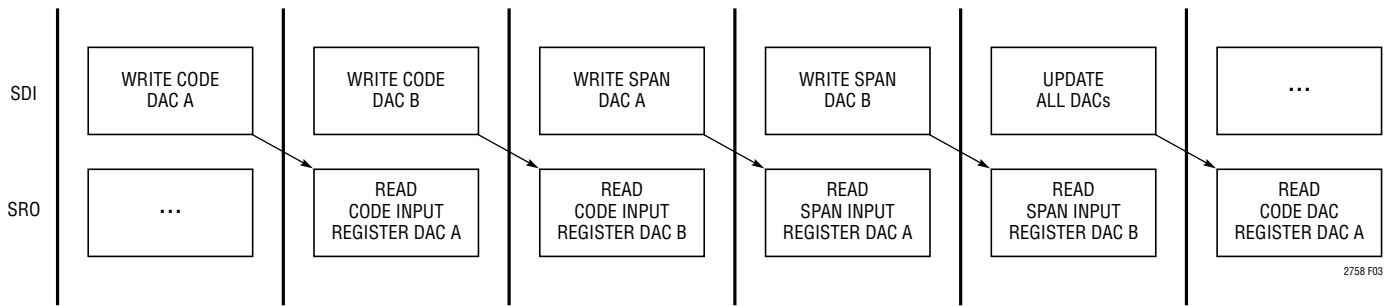 SDI
WRITE CODE
DAC A
WRITE CODE
DAC B
WRITE SPAN
DAC A
WRITE SPAN
DAC B
UPDATE
ALL DACs
...
SRO
...
READ
CODE INPUT
REGISTER DAC A
READ
CODE INPUT
REGISTER DAC B
READ
SPAN INPUT
REGISTER DAC A
READ
SPAN INPUT
REGISTER DAC B
READ
CODE DAC
REGISTER DAC A
2758 F03